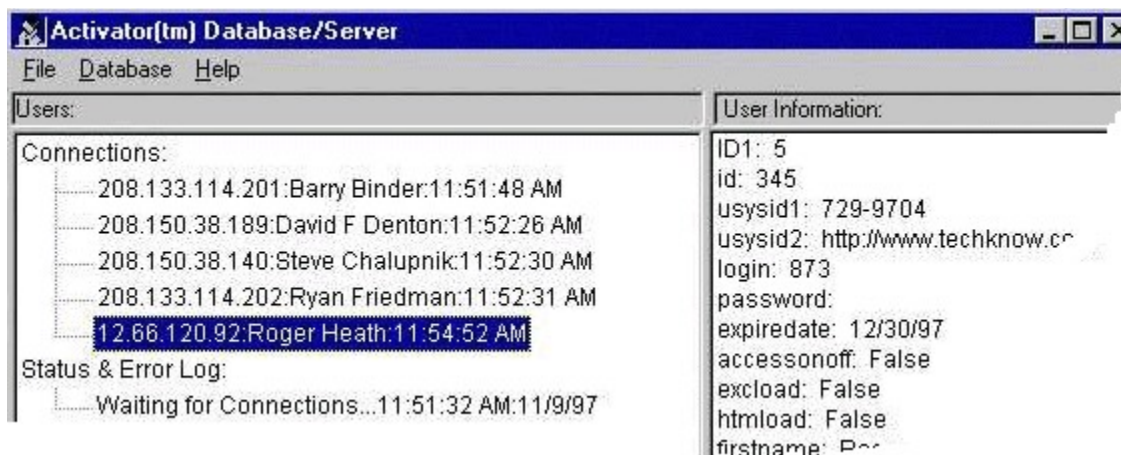 Activator(tm) Database/Server
File Database Help
Users:
Connections:
208.133.114.201:Barry Binder:11:51:48 AM
208.150.38.189:David F Denton:11:52:26 AM
208.150.38.140:Steve Chalupnik:11:52:30 AM
208.133.114.202:Ryan Friedman:11:52:31 AM
12.66.120.92:Roger Heath:11:54:52 AM
Status & Error Log:
Waiting for Connections...11:51:32 AM:11/9/97
User Information:
ID1: 5
id: 345
usysid1: 729-9704
usysid2:
login: 873
password:
expiredate: 12/30/97
accessonoff: False
excload: False
htmload: False
firstname: